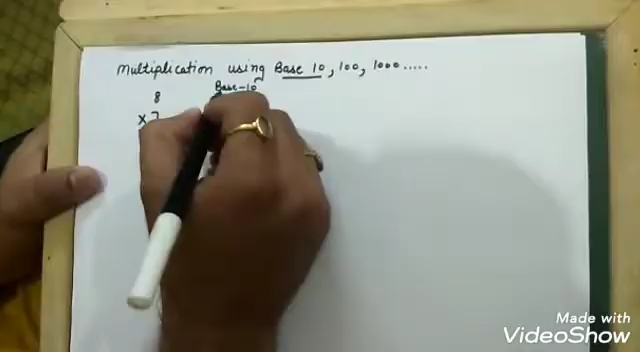 Multiplication using Base 10, 100, 1000.....
8 Base-10
x 7
Made with
VideoShow